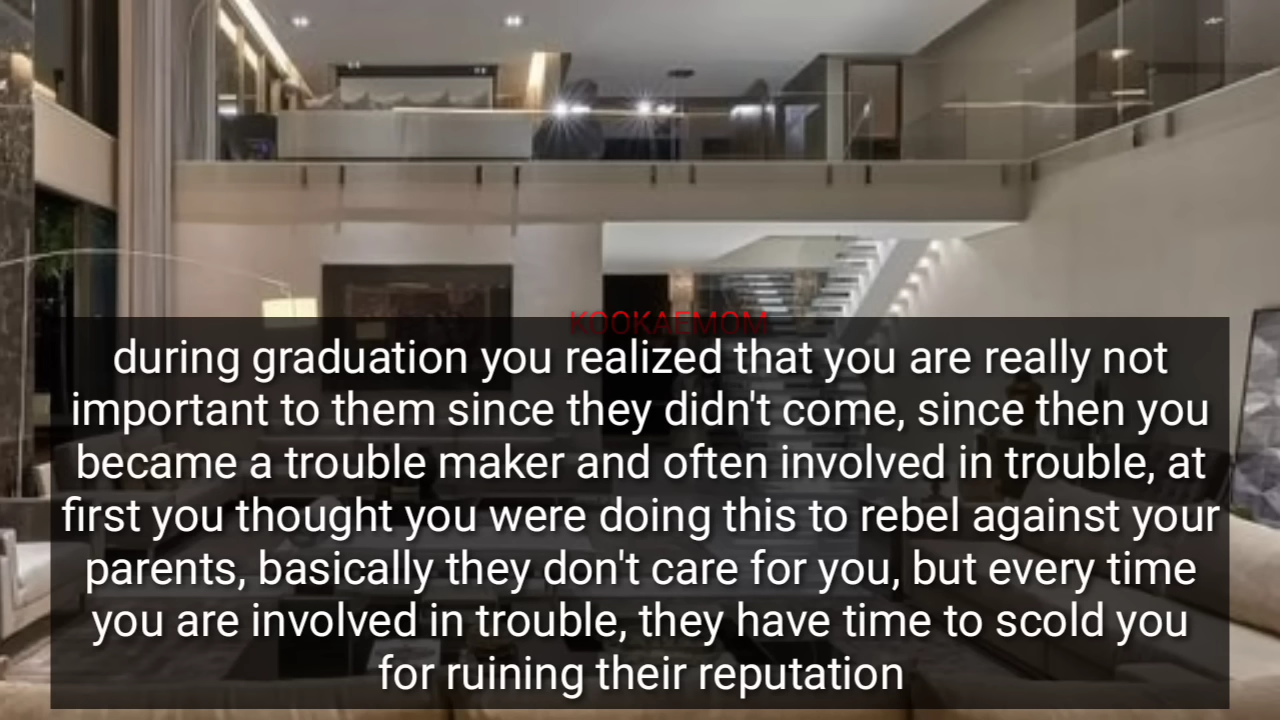 KOOKAEMOM
during graduation you realized that you are really not
important to them since they didn't come, since then you
became a trouble maker and often involved in trouble, at
first you thought you were doing this to rebel against your
parents, basically they don't care for you, but every time
you are involved in trouble, they have time to scold you
for ruining their reputation